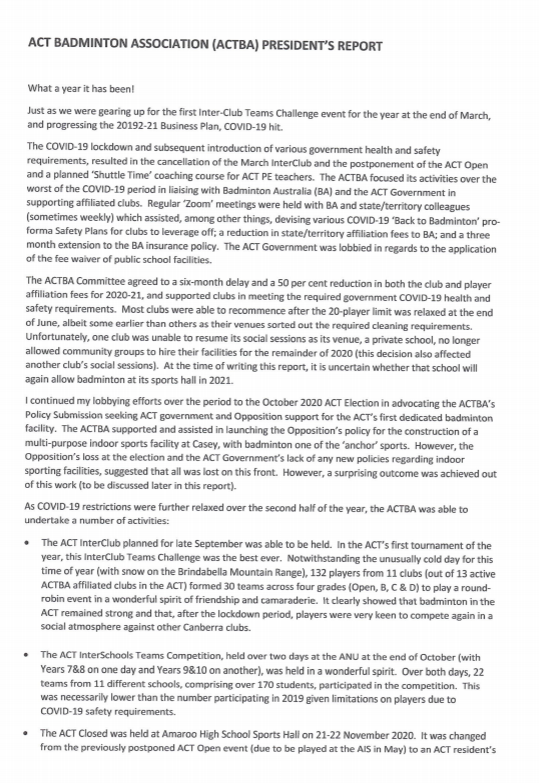 ACT BADMINTON ASSOCIATION (ACTBA) PRESIDENT'S REPORT
What a year it has been!
Just as we were gearing up for the first Inter-Club Teams Challenge event for the year at the end of March,
and progressing the 20192-21 Business Plan, COVID-19 hit.
The COVID-19 lockdown and subsequent introduction of various government health and safety
requirements, resulted in the cancellation of the March InterClub and the postponement of the ACT Open
and a planned 'Shuttle Time' coaching course for ACT PE teachers. The ACTBA focused its activities over the
worst of the COVID-19 period in liaising with Badminton Australia (BA) and the ACT Government in
supporting affiliated clubs. Regular 'Zoom' meetings were held with BA and state/territory colleagues
(sometimes weekly) which assisted, among other things, devising various COVID-19 'Back to Badminton' pro-
forma Safety Plans for clubs to leverage off; a reduction in state/territory affiliation fees to BA; and a three
month extension to the BA insurance policy. The ACT Government was lobbied in regards to the application
of the fee waiver of public school facilities.
The ACTBA Committee agreed to a six-month delay and a 50 per cent reduction in both the club and player
affiliation fees for 2020-21, and supported clubs in meeting the required government COVID-19 health and
safety requirements. Most clubs were able to recommence after the 20-player limit was relaxed at the end
of June, albeit some earlier than others as their venues sorted out the required cleaning requirements.
Unfortunately, one club was unable to resume its social sessions as its venue, a private school, no longer
allowed community groups to hire their facilities for the remainder of 2020 (this decision also affected
another club's social sessions). At the time of writing this report, it is uncertain whether that school will
again allow badminton at its sports hall in 2021.
I continued my lobbying efforts over the period to the October 2020 ACT Election in advocating the ACTBA's
Policy Submission seeking ACT government and Opposition support for the ACT's first dedicated badminton
facility. The ACTBA supported and assisted in launching the Opposition's policy for the construction of a
multi-purpose indoor sports facility at Casey, with badminton one of the 'anchor' sports. However, the
Opposition's loss at the election and the ACT Government's lack of any new policies regarding indoor
sporting facilities, suggested that all was lost on this front. However, a surprising outcome was achieved out
of this work (to be discussed later in this report).
As COVID-19 restrictions were further relaxed over the second half of the year, the ACTBA was able to
undertake a number of activities:
• The ACT InterClub planned for late September was able to be held. In the ACT's first tournament of the
year, this InterClub Teams Challenge was the best ever. Notwithstanding the unusually cold day for this
time of year (with snow on the Brindabella Mountain Range), 132 players from 11 clubs (out of 13 active
ACTBA affiliated clubs in the ACT) formed 30 teams across four grades (Open, B, C & D) to play a round-
robin event in a wonderful spirit of friendship and camaraderie. It clearly showed that badminton in the
ACT remained strong and that, after the lockdown period, players were very keen to compete again in a
social atmosphere against other Canberra clubs.
• The ACT InterSchools Teams Competition, held over two days at the ANU at the end of October (with
Years 7&8 on one day and Years 9&10 on another), was held in a wonderful spirit. Over both days, 22
teams from 11 different schools, comprising over 170 students, participated in the competition. This
was necessarily lower than the number participating in 2019 given limitations on players due to
COVID-19 safety requirements.
• The ACT Closed was held at Amaroo High School Sports Hall on 21-22 November 2020. It was changed
from the previously postponed ACT Open event (due to be played at the AIS in May) to an ACT resident's